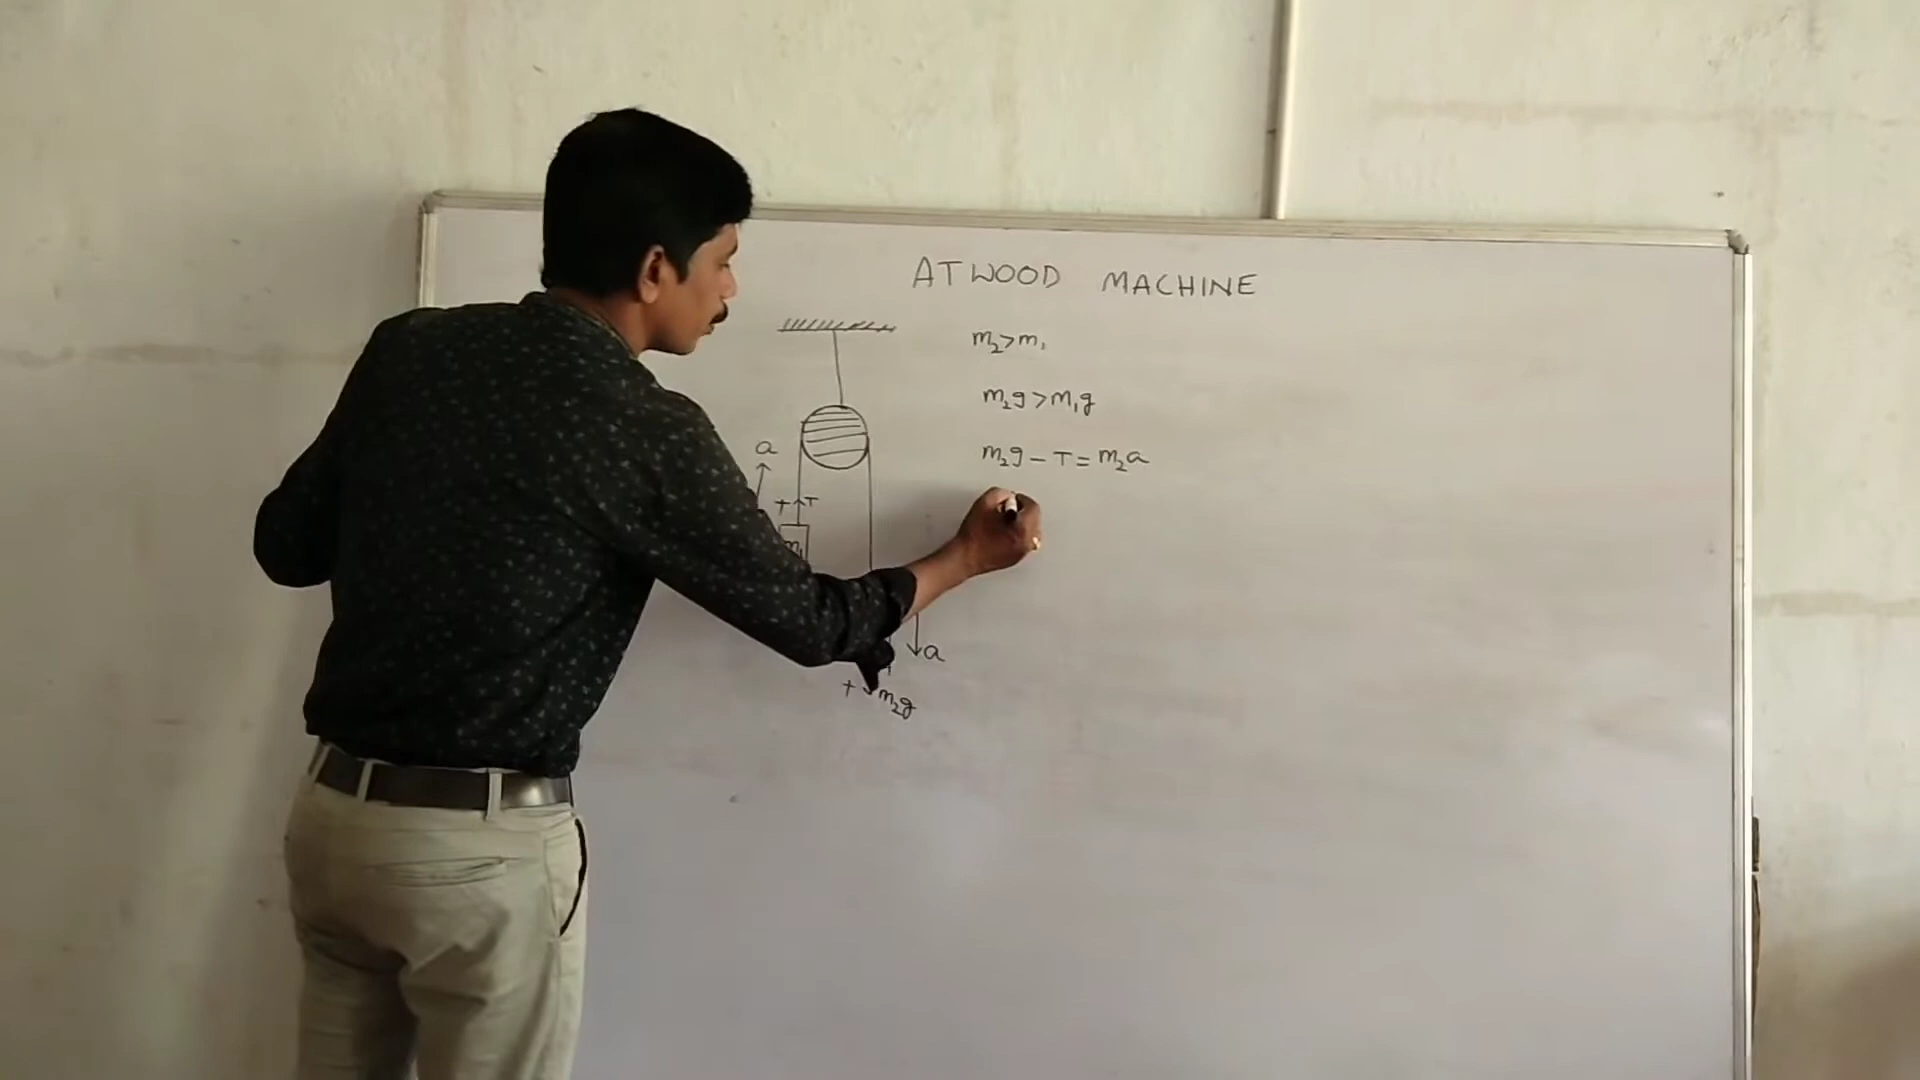 ATWOOD MACHINE
m₂>m₁
m₂g>m₁g
m₂g – T = m₂a
a
+ T
m₁
a
+ m₂g